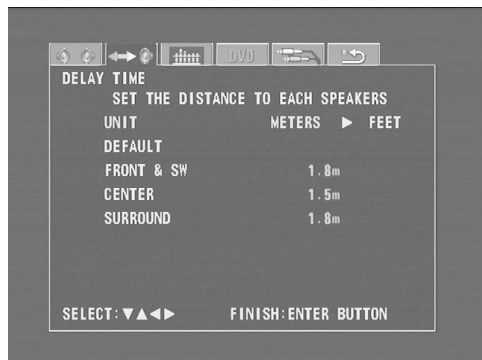 DVD
DELAY TIME
SET THE DISTANCE TO EACH SPEAKERS
UNIT METERS ▶ FEET
DEFAULT
FRONT & SW 1.8m
CENTER 1.5m
SURROUND 1.8m
SELECT:▼▲◀▶ FINISH:ENTER BUTTON